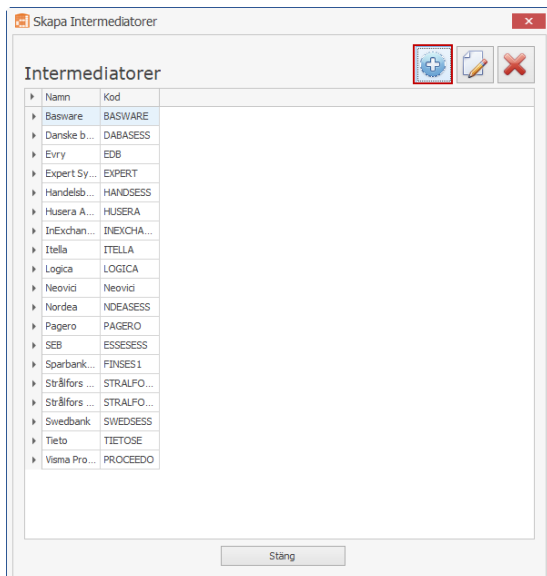 Skapa Intermediatorer
Intermediatorer
Namn Kod
Basware BASWARE
Danske b... DABASESS
Evry EDB
Expert Sy... EXPERT
Handelsb... HANDSESS
Husera A... HUSERA
InExchan... INEXCHA...
Itella ITELLA
Logica LOGICA
Neovici Neovici
Nordea NDEASESS
Pagero PAGERO
SEB ESSESESS
Sparbank... FINSES1
Strålfors ... STRALFO...
Strålfors ... STRALFO...
Swedbank SWEDSESS
Tieto TIETOSE
Visma Pro... PROCEEDO
Stäng